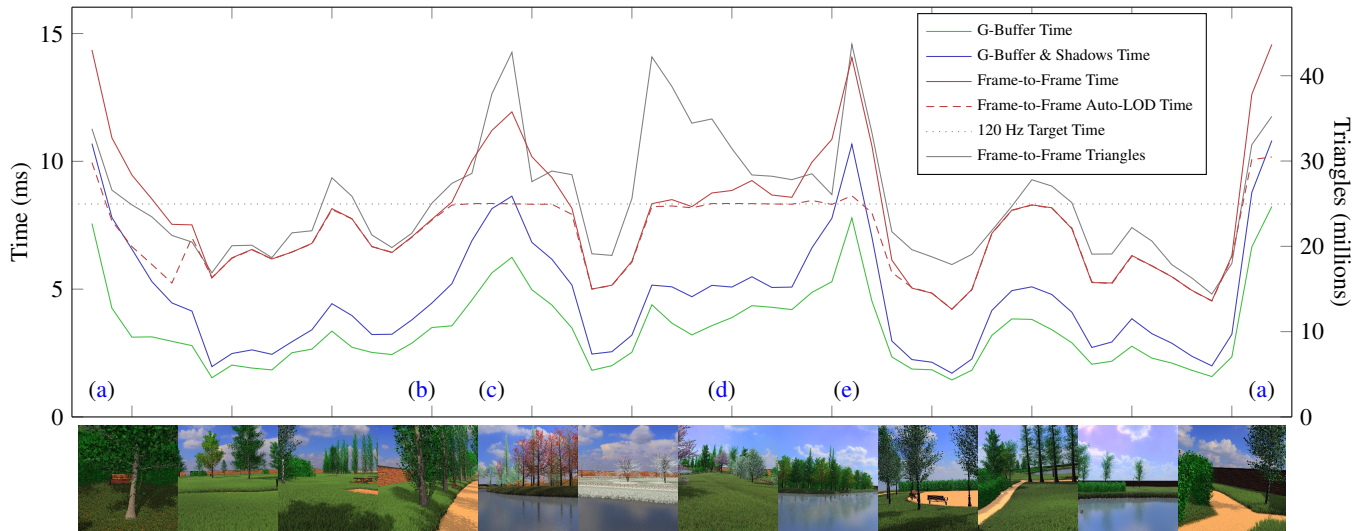 15
10
5
0
Time (ms)
G-Buffer Time
G-Buffer & Shadows Time
Frame-to-Frame Time
Frame-to-Frame Auto-LOD Time
120 Hz Target Time
Frame-to-Frame Triangles
40
30
20
10
0
Triangles (millions)
(a) (b) (c) (d) (e) (a)